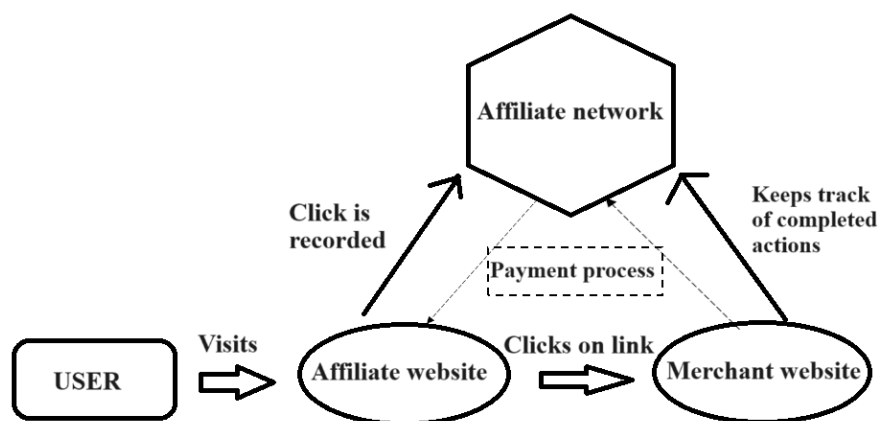 Affiliate network
Click is
recorded
Keeps track
of completed
actions
Payment process
Visits
Clicks on link
USER
Affiliate website
Merchant website